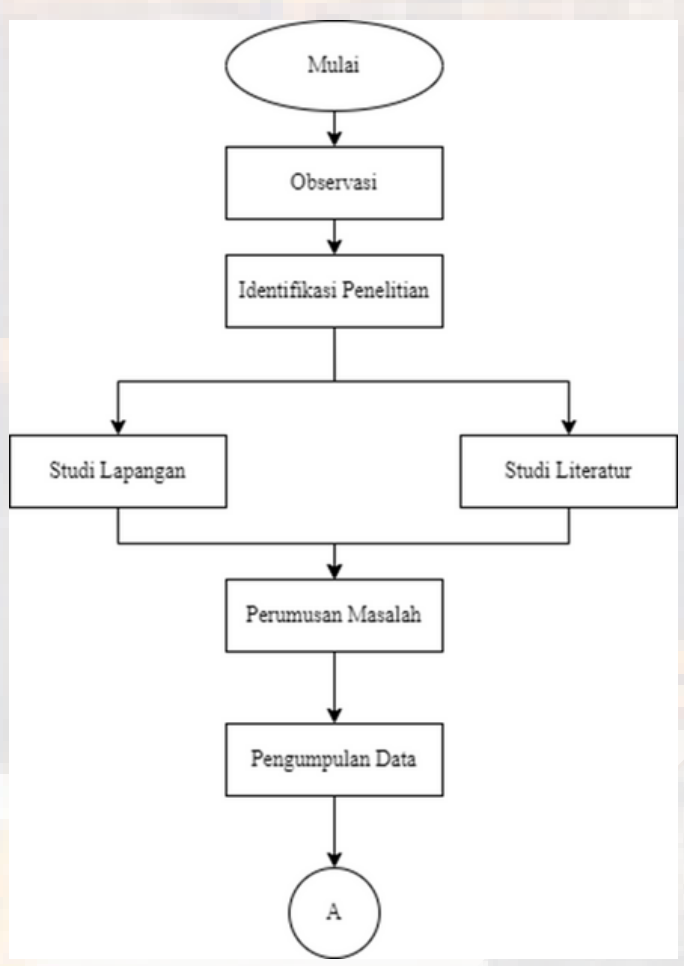 Mulai
Observasi
Identifikasi Penelitian
Studi Lapangan
Studi Literatur
Perumusan Masalah
Pengumpulan Data
A